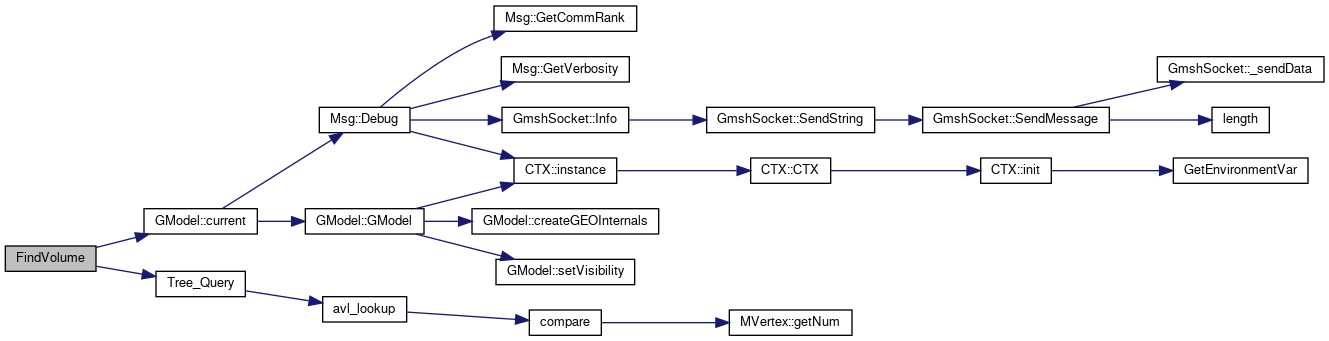 Msg::GetCommRank
Msg::GetVerbosity
GmshSocket::_sendData
Msg::Debug
GmshSocket::Info
GmshSocket::SendString
GmshSocket::SendMessage
length
CTX::instance
CTX::CTX
CTX::init
GetEnvironmentVar
GModel::current
GModel::GModel
GModel::createGEOInternals
FindVolume
GModel::setVisibility
Tree_Query
avl_lookup
compare
MVertex::getNum